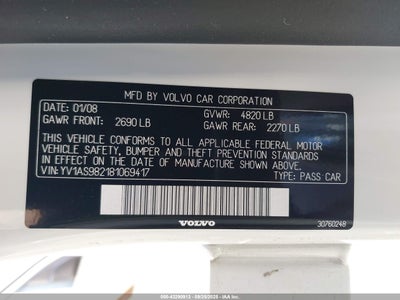 MFD BY VOLVO CAR CORPORATION
DATE: 01/08 GVWR: 4820 LB
GAWR FRONT: 2690 LB GAWR REAR: 2270 LB
THIS VEHICLE CONFORMS TO ALL APPLICABLE FEDERAL MOTOR
VEHICLE SAFETY, BUMPER AND THEFT PREVENTION STANDARDS
IN EFFECT ON THE DATE OF MANUFACTURE SHOWN ABOVE.
VIN: YV1AS982181069417 TYPE: PASS CAR
VOLVO 30760248